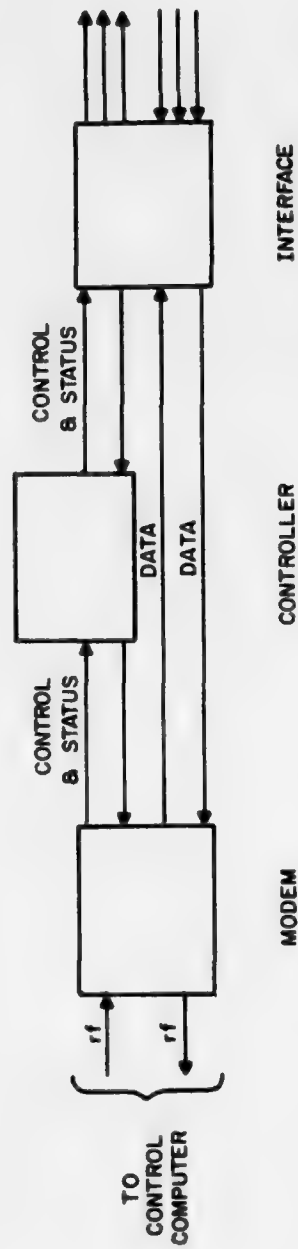 TO
CONTROL
COMPUTER
rf
rf
CONTROL
& STATUS
CONTROL
& STATUS
DATA
DATA
MODEM
CONTROLLER
INTERFACE